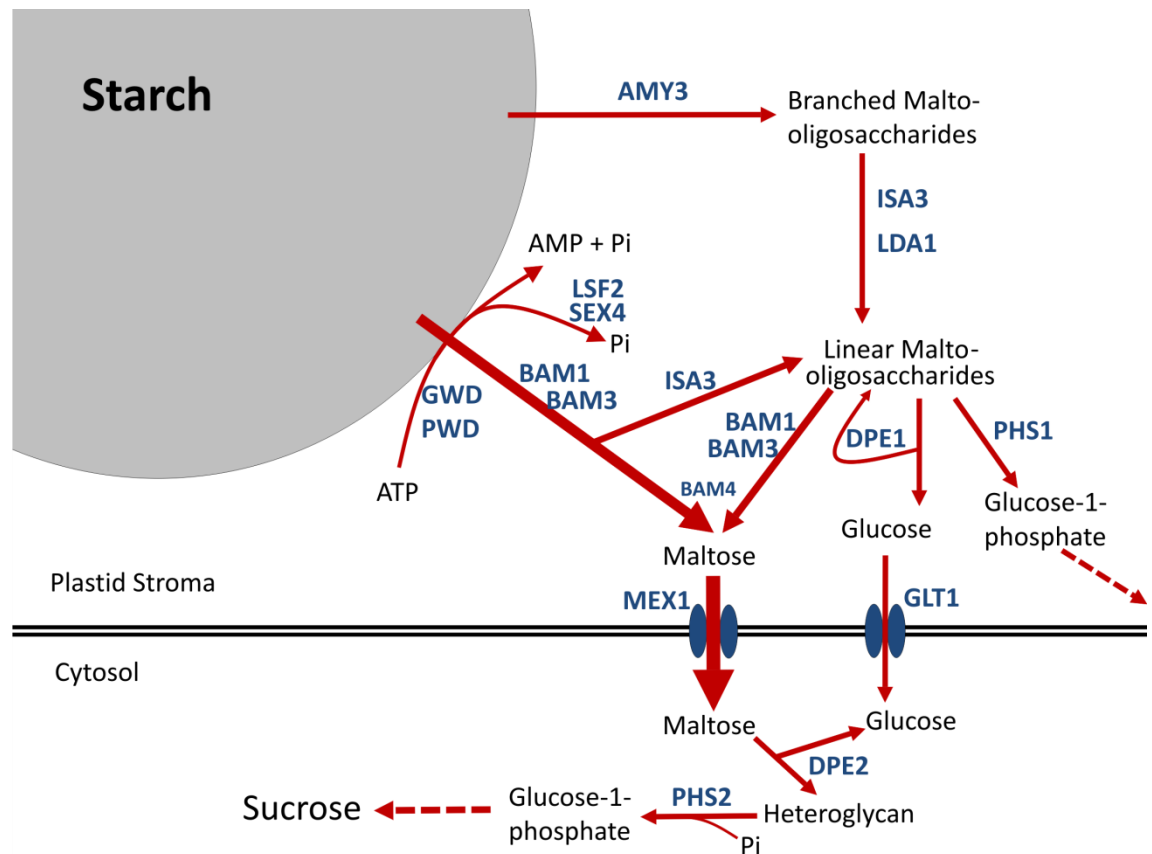 Starch
AMY3
Branched Malto-
oligosaccharides
ISA3
LDA1
AMP + Pi
LSF2
SEX4
Pi
GWD
PWD
ATP
BAM1
BAM3
ISA3
Linear Malto-
oligosaccharides
BAM1
BAM3
BAM4
DPE1
PHS1
Maltose
Glucose
Glucose-1-
phosphate
Plastid Stroma
MEX1
GLT1
Cytosol
Maltose
Glucose
DPE2
Sucrose
Glucose-1-
phosphate
PHS2
Heteroglycan
Pi